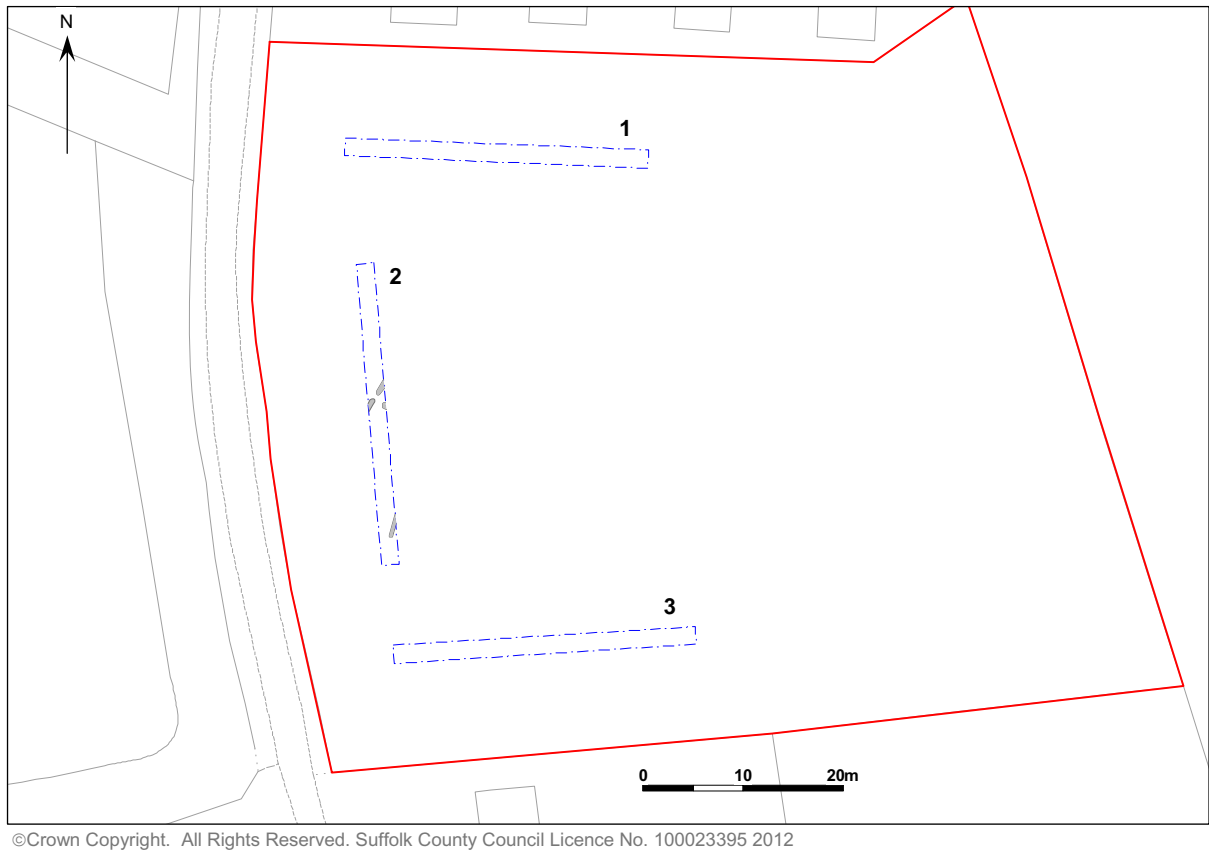 N
1
2
3
0 10 20m
©Crown Copyright. All Rights Reserved. Suffolk County Council Licence No. 100023395 2012